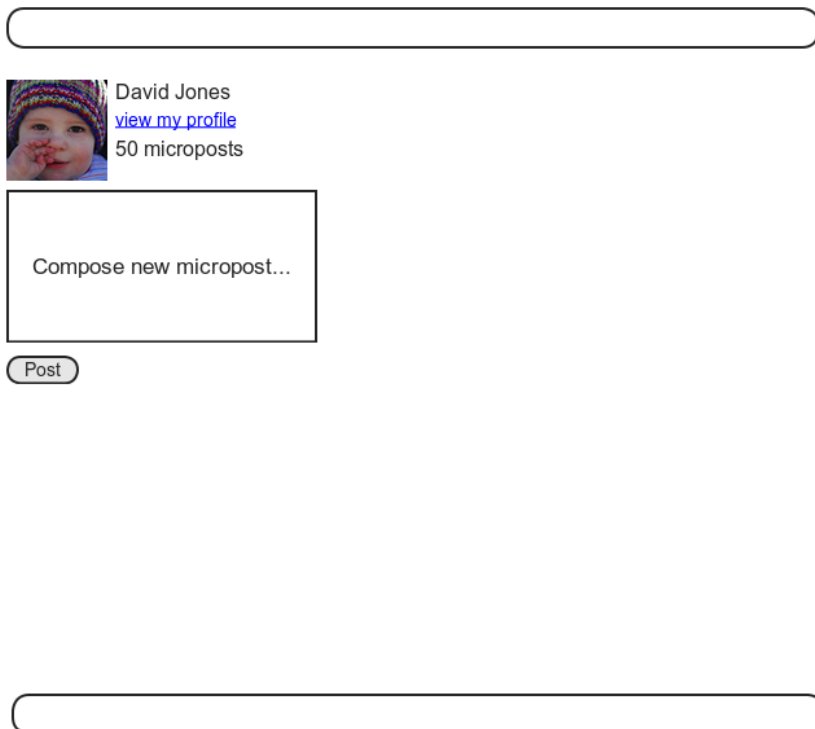 David Jones
view my profile
50 microposts
Compose new micropost...
Post